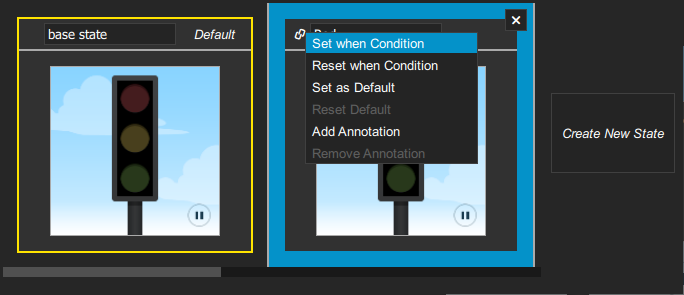 base state
Default
Set when Condition
Reset when Condition
Set as Default
Reset Default
Add Annotation
Remove Annotation
Create New State